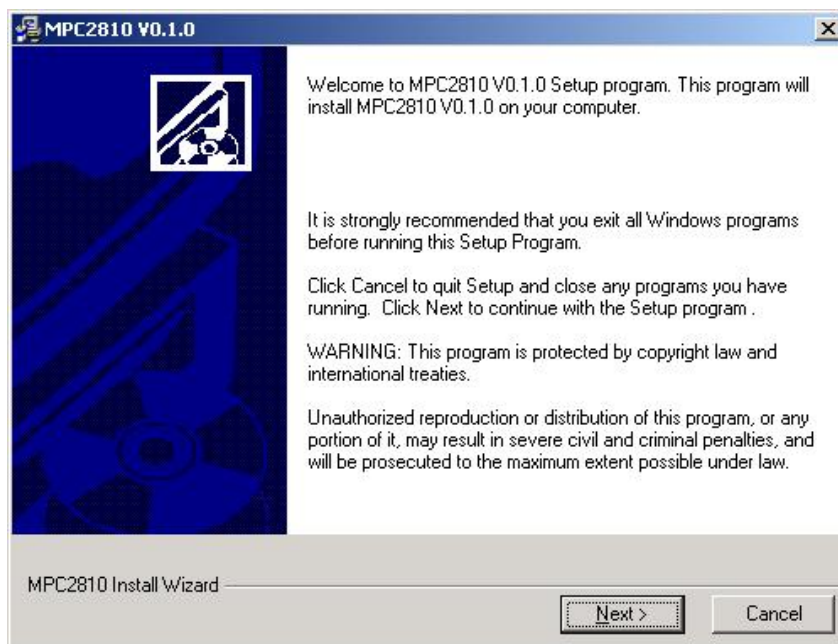 MPC2810 V0.1.0
Welcome to MPC2810 V0.1.0 Setup program. This program will
install MPC2810 V0.1.0 on your computer.
It is strongly recommended that you exit all Windows programs
before running this Setup Program.
Click Cancel to quit Setup and close any programs you have
running.  Click Next to continue with the Setup program .
WARNING: This program is protected by copyright law and
international treaties.
Unauthorized reproduction or distribution of this program, or any
portion of it, may result in severe civil and criminal penalties, and
will be prosecuted to the maximum extent possible under law.
MPC2810 Install Wizard
Next >
Cancel